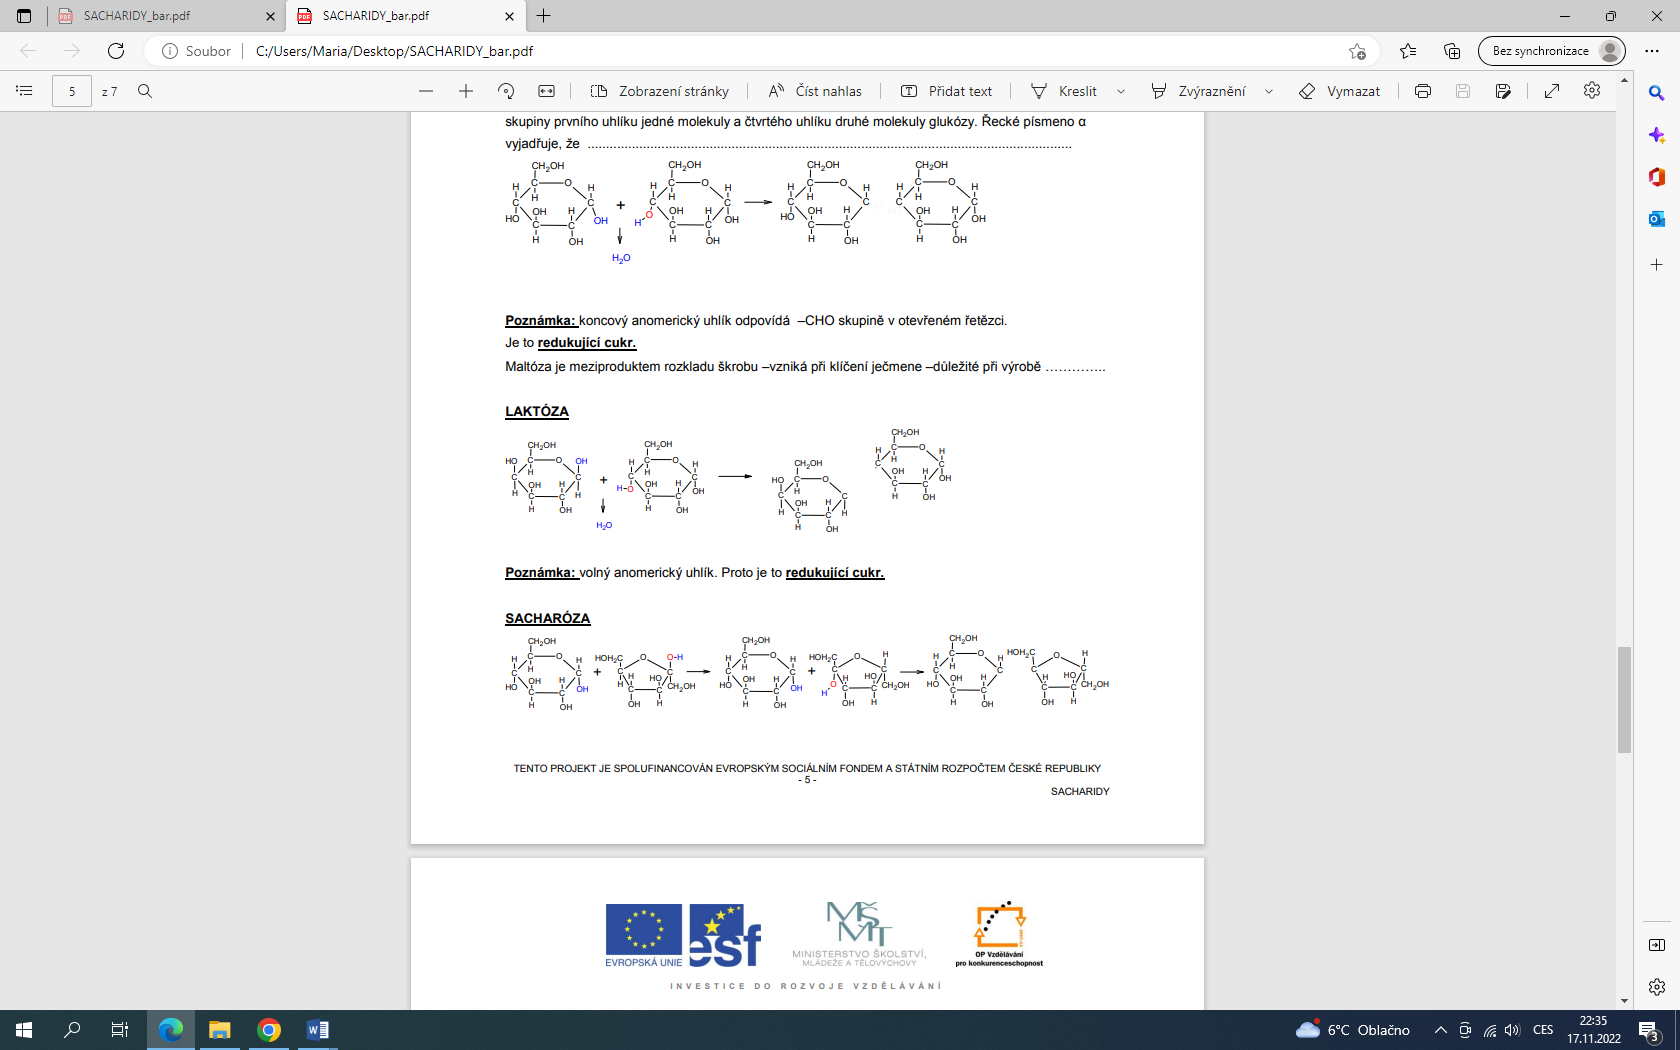 SACHARIDY_bar.pdf
SACHARIDY_bar.pdf
Soubor
C:/Users/Maria/Desktop/SACHARIDY_bar.pdf
Bez synchronizace
5
z 7
Zobrazení stránky
Číst nahlas
Přidat text
Kreslit
Zvýraznění
Vymazat
skupiny prvního uhlíku jedné molekuly a čtvrtého uhlíku druhé molekuly glukózy. Řecké písmeno α
vyjadřuje, že ....................................................................................................................................
Poznámka: koncový anomerický uhlík odpovídá –CHO skupině v otevřeném řetězci.
Je to redukující cukr.
Maltóza je meziproduktem rozkladu škrobu –vzniká při klíčení ječmene –důležité při výrobě …………..
LAKTÓZA
Poznámka: volný anomerický uhlík. Proto je to redukující cukr.
SACHARÓZA
TENTO PROJEKT JE SPOLUFINANCOVÁN EVROPSKÝM SOCIÁLNÍM FONDEM A STÁTNÍM ROZPOČTEM ČESKÉ REPUBLIKY
- 5 -
SACHARIDY
EVROPSKÁ UNIE
esf
MŠMT
MINISTERSTVO ŠKOLSTVÍ,
MLÁDEŽE A TĚLOVÝCHOVY
OP Vzdělávání
pro konkurenceschopnost
INVESTICE DO ROZVOJE VZDĚLÁVÁNÍ
6°C Oblačno
CES
22:35
17.11.2022
3